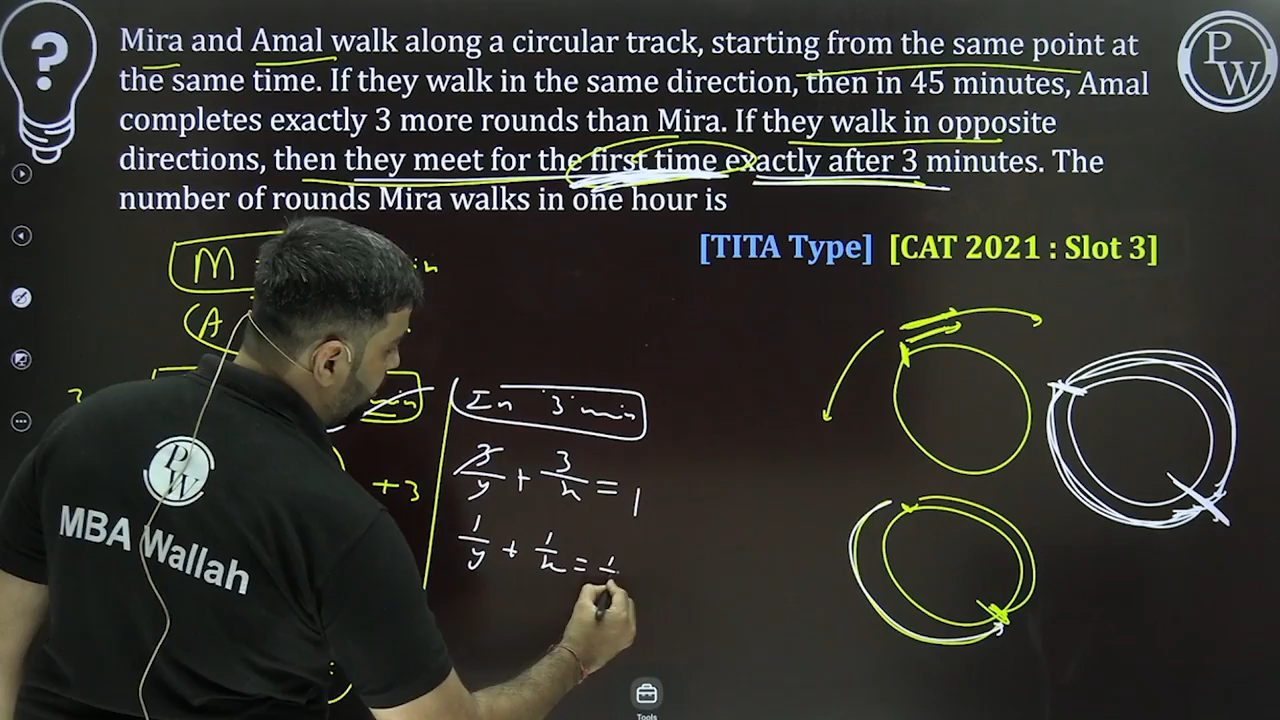 Mira and Amal walk along a circular track, starting from the same point at
the same time. If they walk in the same direction, then in 45 minutes, Amal
completes exactly 3 more rounds than Mira. If they walk in opposite
directions, then they meet for the first time exactly after 3 minutes. The
number of rounds Mira walks in one hour is
PW
[TITA Type] [CAT 2021 : Slot 3]
M
A
In 3 min
3/y + 3/x = 1
+3
1/y + 1/x = 1
PW
MBA Wallah
Tools